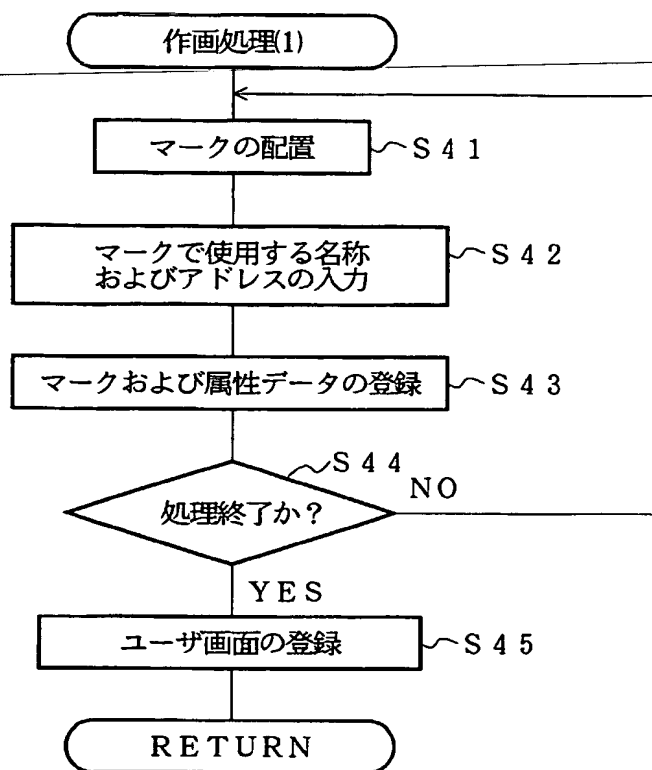 作画処理(1)
マークの配置
S41
マークで使用する名称
およびアドレスの入力
S42
マークおよび属性データの登録
S43
S44
処理終了か?
NO
YES
ユーザ画面の登録
S45
RETURN